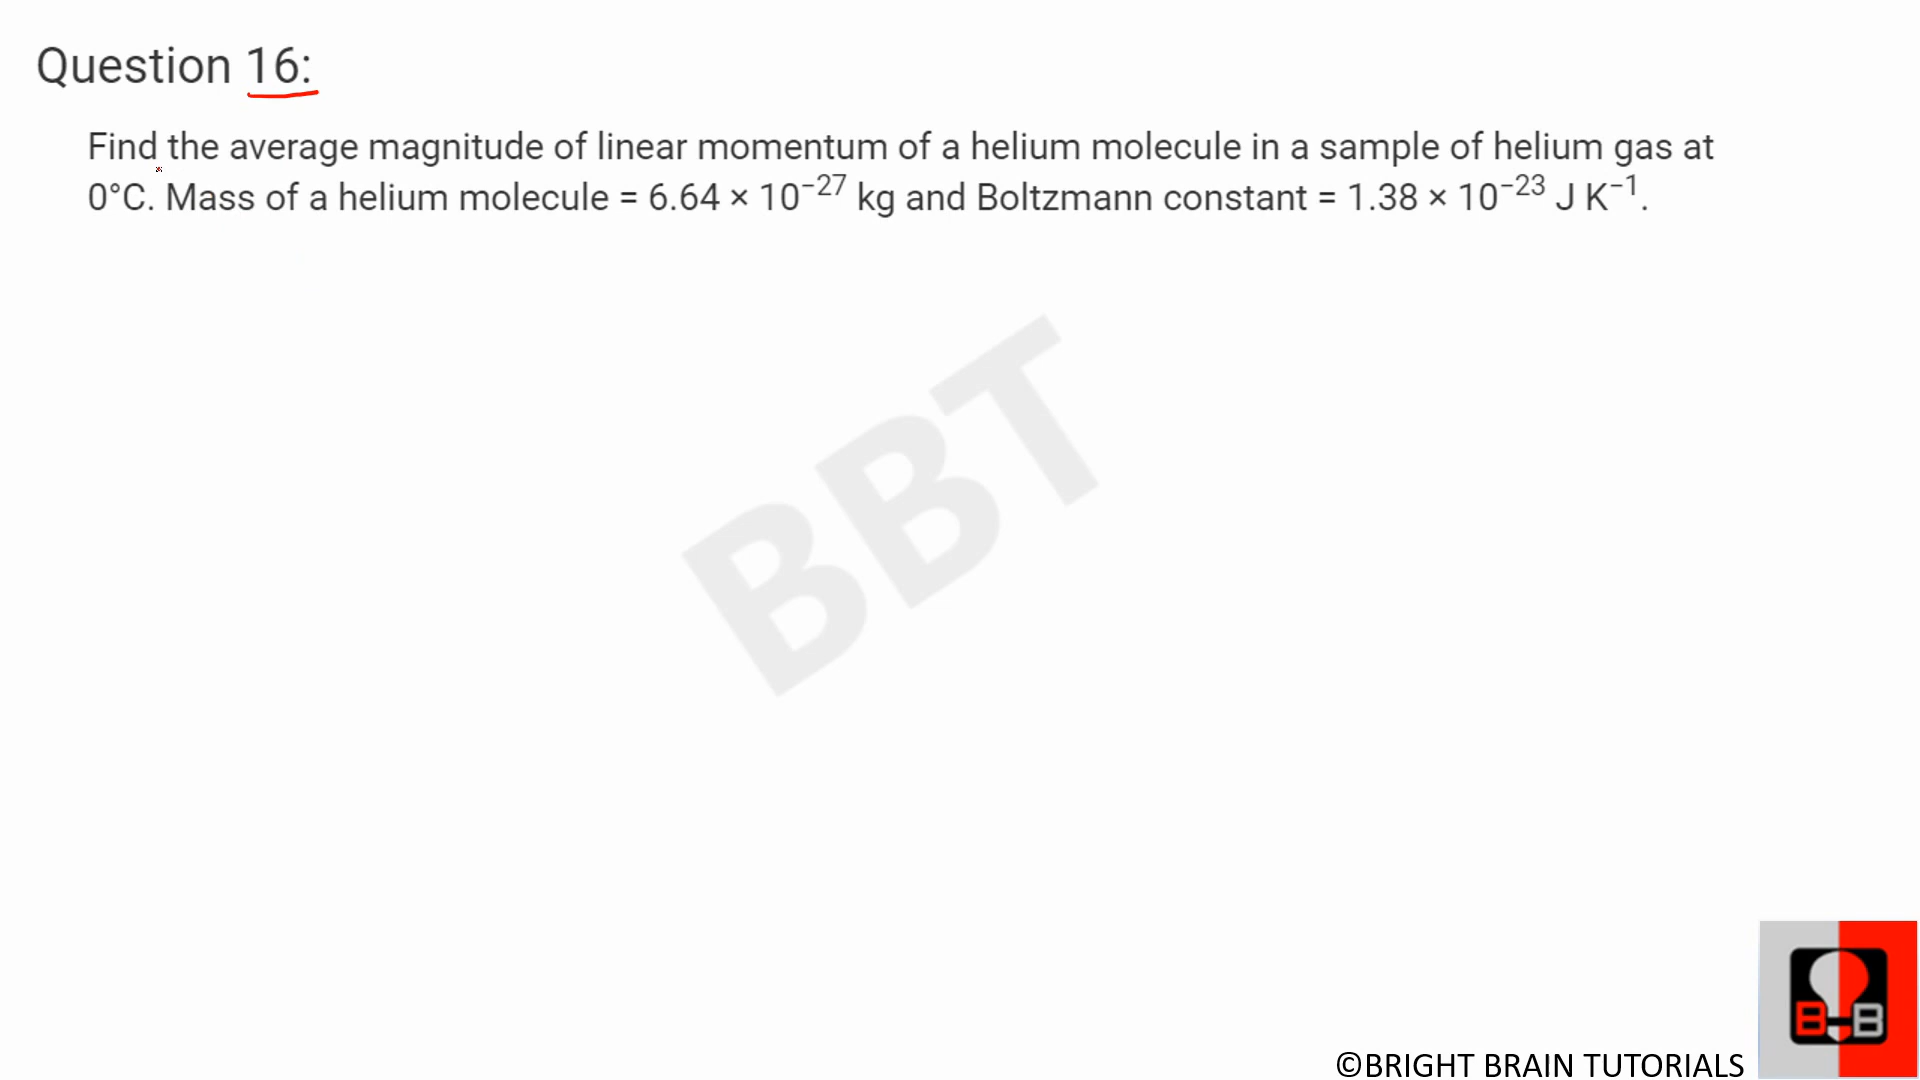 Question 16:
Find the average magnitude of linear momentum of a helium molecule in a sample of helium gas at
0°C. Mass of a helium molecule = 6.64 × 10⁻²⁷ kg and Boltzmann constant = 1.38 × 10⁻²³ J K⁻¹.
BBT
B B
©BRIGHT BRAIN TUTORIALS